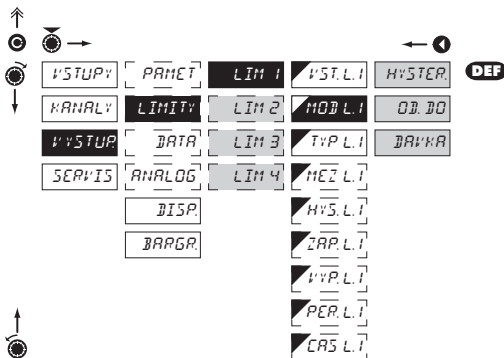 VSTUPY PAMET LIM 1 VST. L.1 HYSTER. DEF
KANALY LIMITY LIM 2 MOD L.1 OD. DO
VYSTUP. DATA LIM 3 TYP L.1 DAVKA
SERVIS ANALOG LIM 4 MEZ L.1
DISP. HYS. L.1
BARGR. ZAP. L.1
VYP. L.1
PER. L.1
CAS L.1